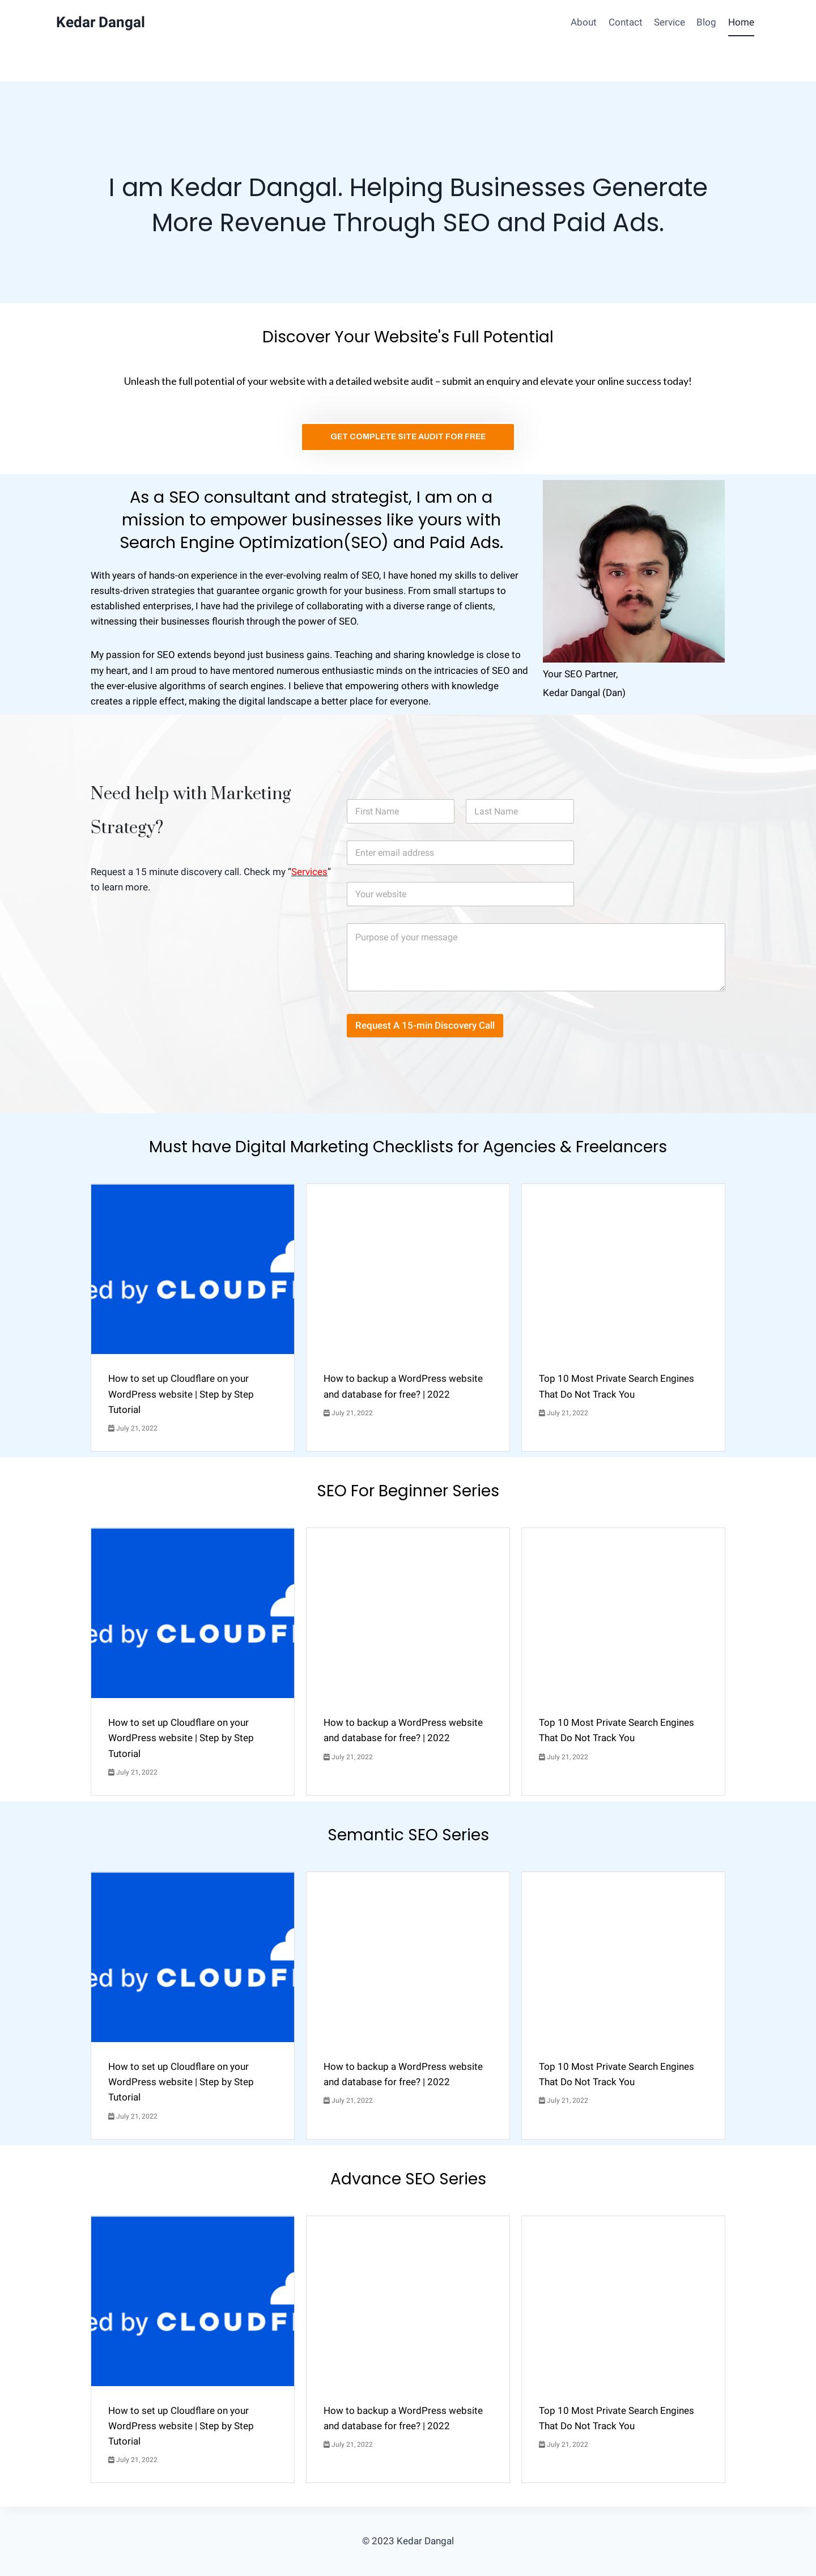 Kedar Dangal
About Contact Service Blog Home
I am Kedar Dangal. Helping Businesses Generate
More Revenue Through SEO and Paid Ads.
Discover Your Website's Full Potential
Unleash the full potential of your website with a detailed website audit – submit an enquiry and elevate your online success today!
GET COMPLETE SITE AUDIT FOR FREE
As a SEO consultant and strategist, I am on a
mission to empower businesses like yours with
Search Engine Optimization(SEO) and Paid Ads.
With years of hands-on experience in the ever-evolving realm of SEO, I have honed my skills to deliver
results-driven strategies that guarantee organic growth for your business. From small startups to
established enterprises, I have had the privilege of collaborating with a diverse range of clients,
witnessing their businesses flourish through the power of SEO.
My passion for SEO extends beyond just business gains. Teaching and sharing knowledge is close to
my heart, and I am proud to have mentored numerous enthusiastic minds on the intricacies of SEO and
the ever-elusive algorithms of search engines. I believe that empowering others with knowledge
creates a ripple effect, making the digital landscape a better place for everyone.
Your SEO Partner,
Kedar Dangal (Dan)
Need help with Marketing
Strategy?
Request a 15 minute discovery call. Check my “Services”
to learn more.
First Name
Last Name
Enter email address
Your website
Purpose of your message
Request A 15-min Discovery Call
Must have Digital Marketing Checklists for Agencies & Freelancers
ed by CLOUDF
How to set up Cloudflare on your
WordPress website | Step by Step
Tutorial
July 21, 2022
How to backup a WordPress website
and database for free? | 2022
July 21, 2022
Top 10 Most Private Search Engines
That Do Not Track You
July 21, 2022
SEO For Beginner Series
ed by CLOUDF
How to set up Cloudflare on your
WordPress website | Step by Step
Tutorial
July 21, 2022
How to backup a WordPress website
and database for free? | 2022
July 21, 2022
Top 10 Most Private Search Engines
That Do Not Track You
July 21, 2022
Semantic SEO Series
ed by CLOUDF
How to set up Cloudflare on your
WordPress website | Step by Step
Tutorial
July 21, 2022
How to backup a WordPress website
and database for free? | 2022
July 21, 2022
Top 10 Most Private Search Engines
That Do Not Track You
July 21, 2022
Advance SEO Series
ed by CLOUDF
How to set up Cloudflare on your
WordPress website | Step by Step
Tutorial
July 21, 2022
How to backup a WordPress website
and database for free? | 2022
July 21, 2022
Top 10 Most Private Search Engines
That Do Not Track You
July 21, 2022
© 2023 Kedar Dangal